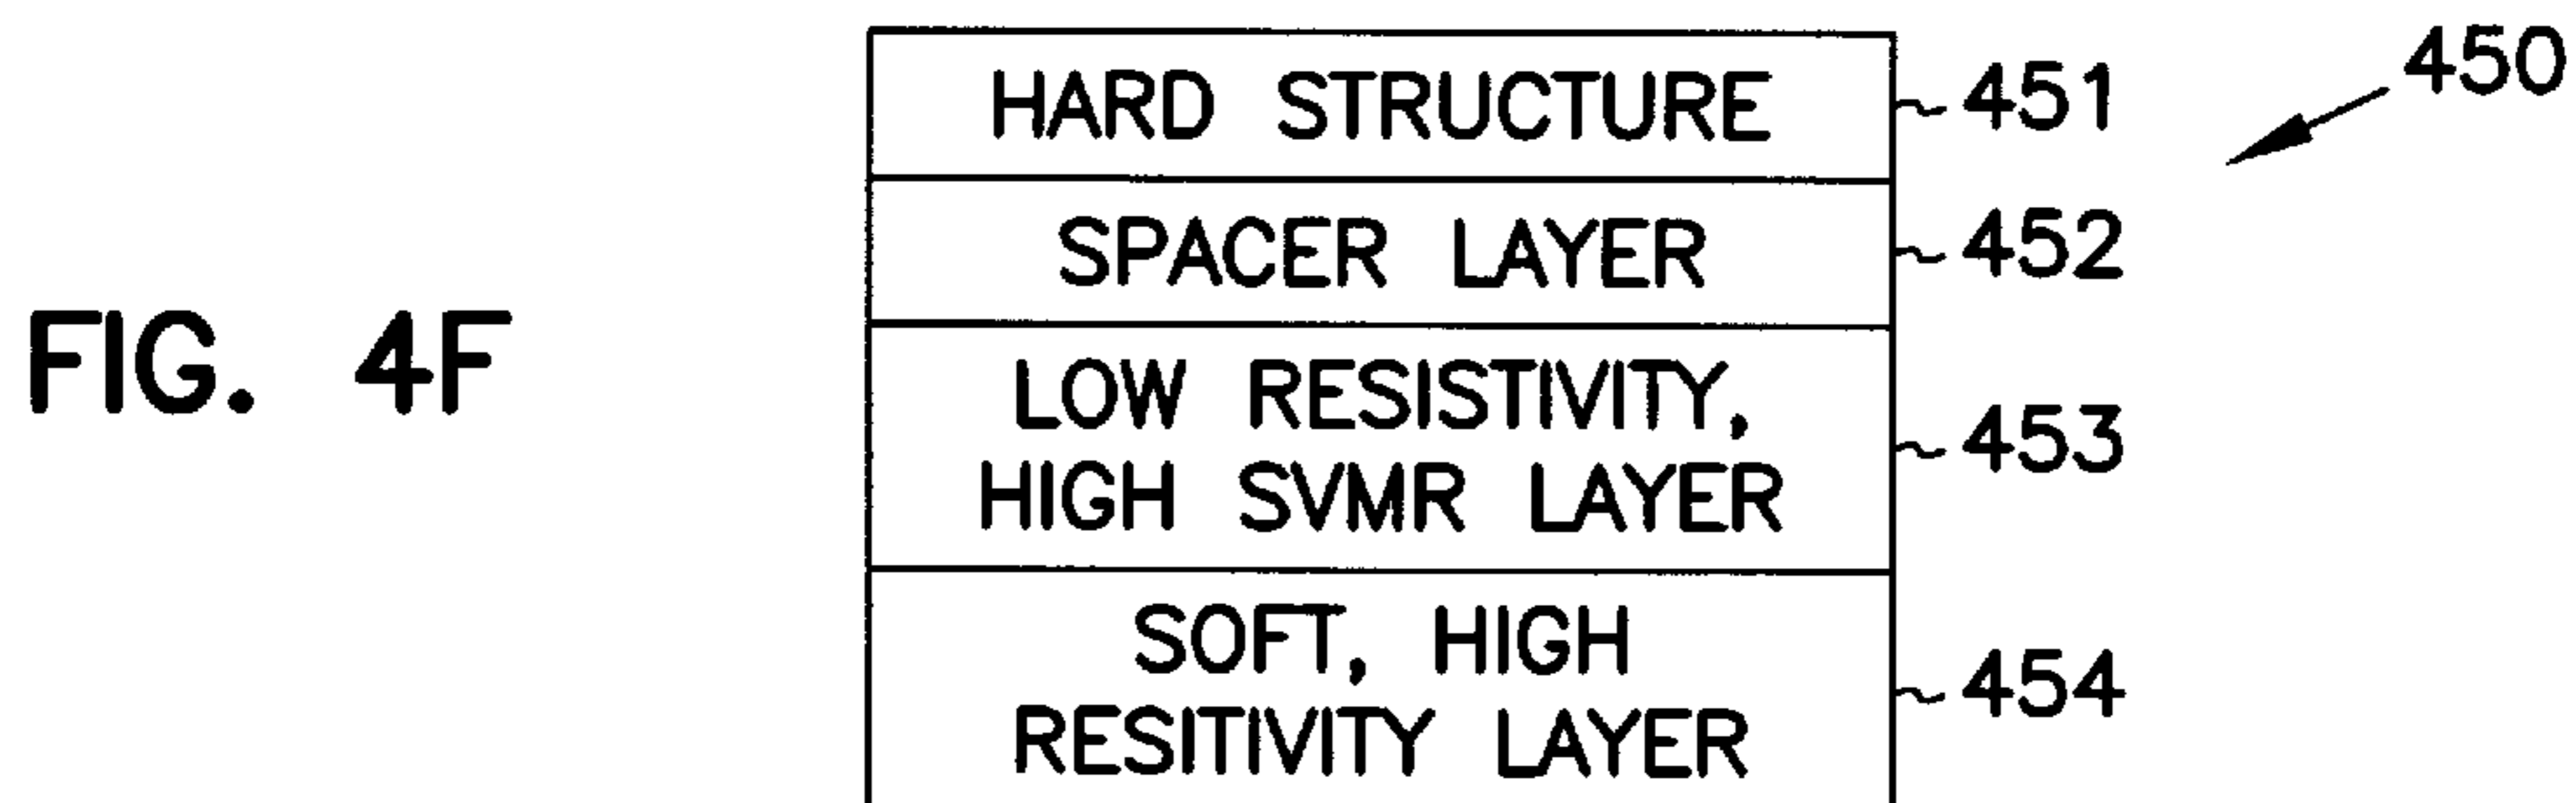 450
HARD STRUCTURE 451
SPACER LAYER 452
FIG. 4F
LOW RESISTIVITY,
HIGH SVMR LAYER 453
SOFT, HIGH
RESITIVITY LAYER 454